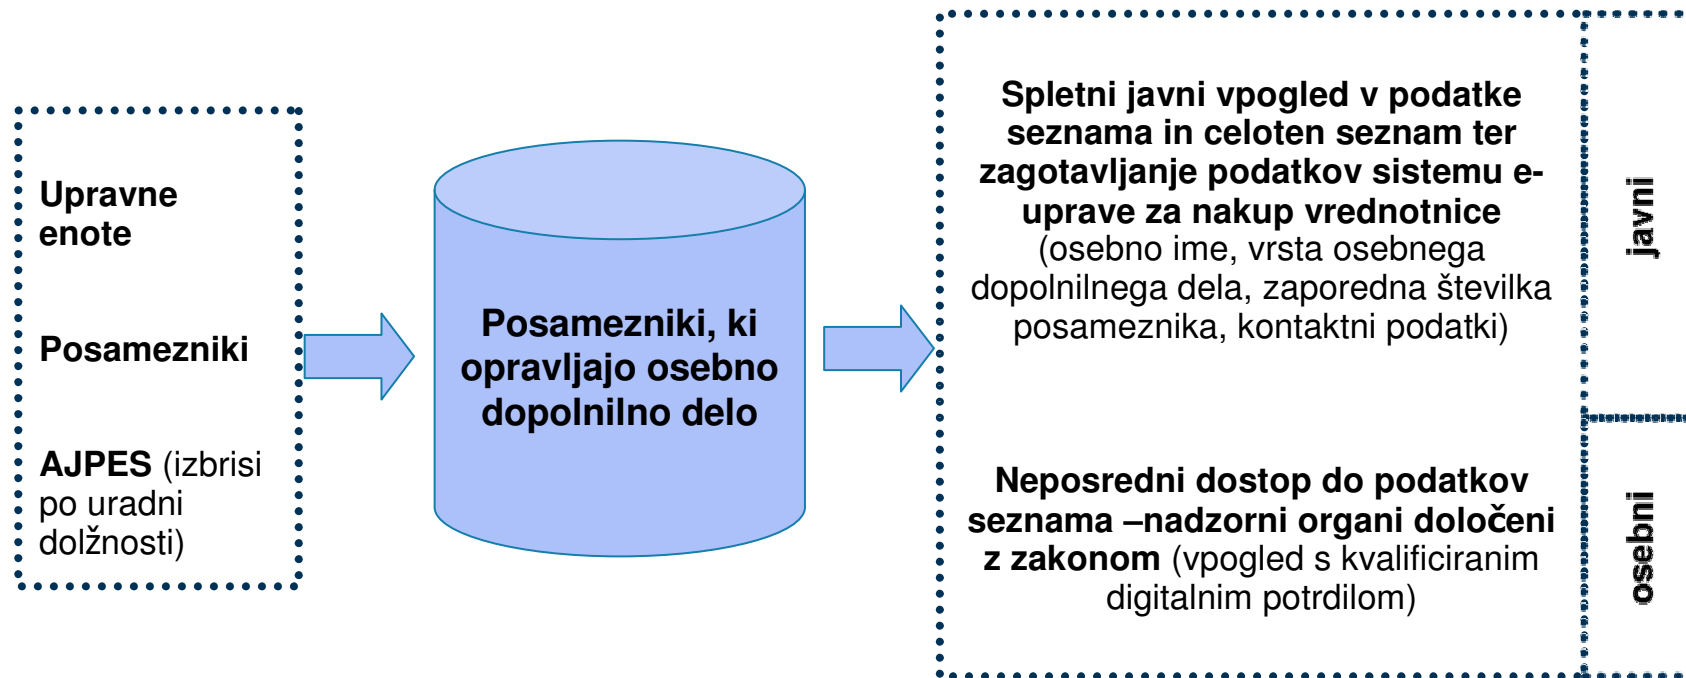 Upravne
enote
Posamezniki
AJPES (izbrisi
po uradni
dolžnosti)
Posamezniki, ki
opravljajo osebno
dopolnilno delo
Spletni javni vpogled v podatke
seznama in celoten seznam ter
zagotavljanje podatkov sistemu e-
uprave za nakup vrednotnice
(osebno ime, vrsta osebnega
dopolnilnega dela, zaporedna številka
posameznika, kontaktni podatki)
javni
Neposredni dostop do podatkov
seznama –nadzorni organi določeni
z zakonom (vpogled s kvalificiranim
digitalnim potrdilom)
osebni